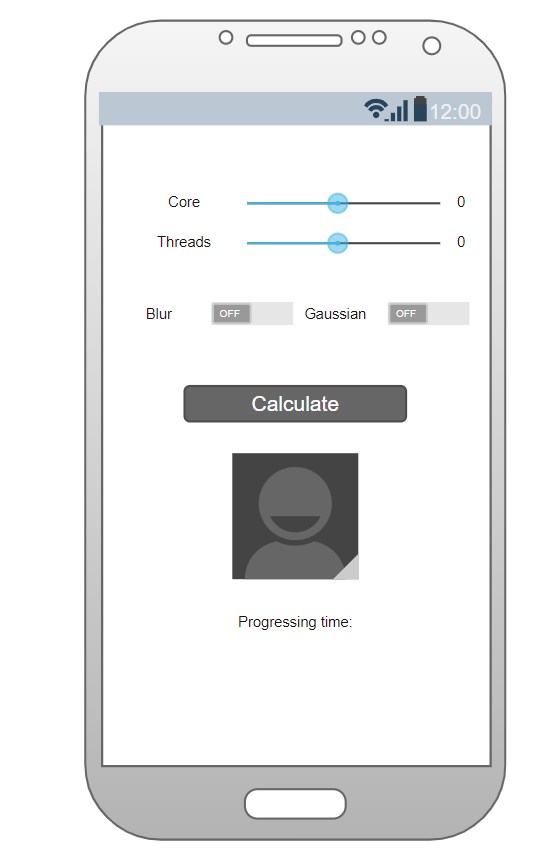 12:00
Core 0
Threads 0
Blur OFF Gaussian OFF
Calculate
Progressing time: